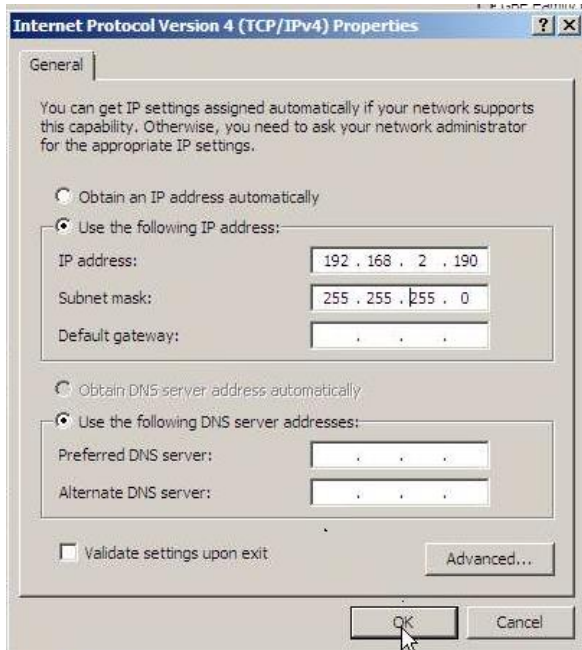 Internet Protocol Version 4 (TCP/IPv4) Properties
General
You can get IP settings assigned automatically if your network supports
this capability. Otherwise, you need to ask your network administrator
for the appropriate IP settings.
Obtain an IP address automatically
Use the following IP address:
IP address: 192 . 168 . 2 . 190
Subnet mask: 255 . 255 . 255 . 0
Default gateway: . . .
Obtain DNS server address automatically
Use the following DNS server addresses:
Preferred DNS server: . . .
Alternate DNS server: . . .
Validate settings upon exit
Advanced...
OK Cancel